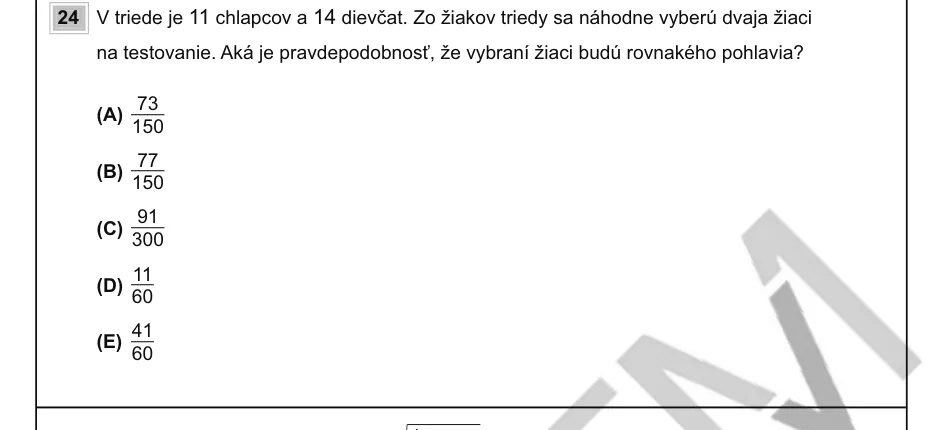 24 V triede je 11 chlapcov a 14 dievčat. Zo žiakov triedy sa náhodne vyberú dvaja žiaci
na testovanie. Aká je pravdepodobnosť, že vybraní žiaci budú rovnakého pohlavia?
(A) 73/150
(B) 77/150
(C) 91/300
(D) 11/60
(E) 41/60